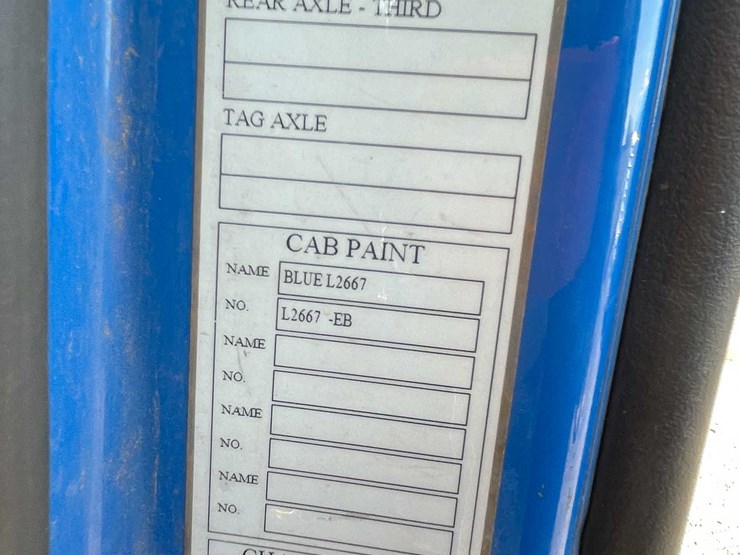 REAR AXLE - THIRD
TAG AXLE
CAB PAINT
NAME BLUE L2667
NO. L2667 -EB
NAME
NO.
NAME
NO.
NAME
NO.